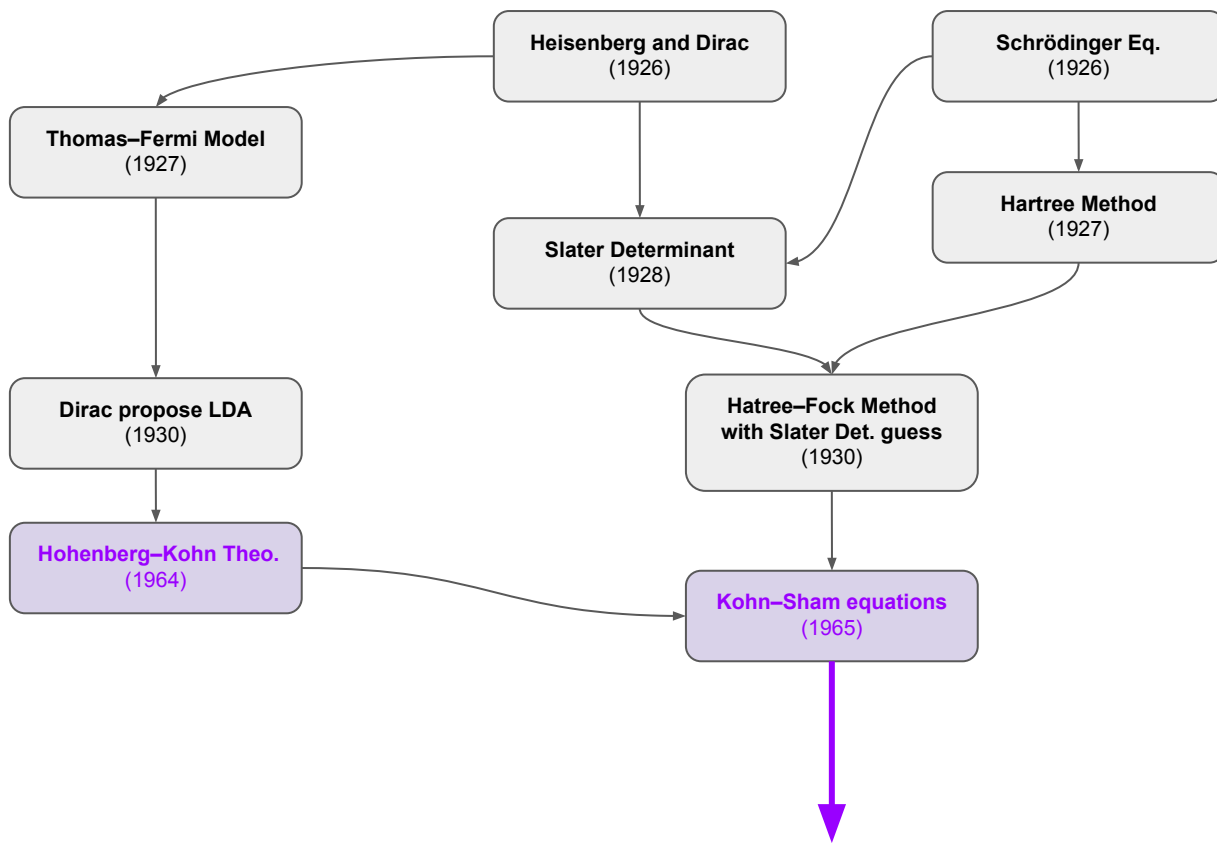 Heisenberg and Dirac
(1926)
Schrödinger Eq.
(1926)
Thomas–Fermi Model
(1927)
Hartree Method
(1927)
Slater Determinant
(1928)
Dirac propose LDA
(1930)
Hatree–Fock Method
with Slater Det. guess
(1930)
Hohenberg–Kohn Theo.
(1964)
Kohn–Sham equations
(1965)